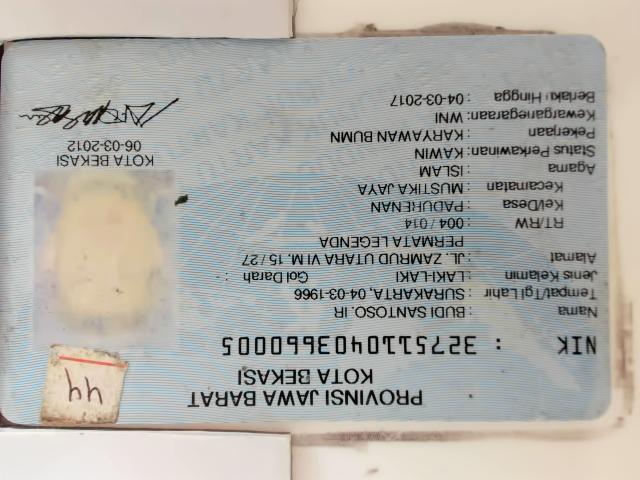 PROVINSI JAWA BARAT
KOTA BEKASI
NIK : 3275110403660005
Nama : BUDI SANTOSO, IR
Tempat/Tgl Lahir : SURAKARTA, 04-03-1966
Jenis Kelamin : LAKI-LAKI Gol Darah :
Alamat : JL. ZAMRUD UTARA VI M. 15 / 27
PERMATA LEGENDA
RT/RW : 004 / 014
Kel/Desa : PADURENAN
Kecamatan : MUSTIKA JAYA
Agama : ISLAM
Status Perkawinan : KAWIN
Pekerjaan : KARYAWAN BUMN
Kewarganegaraan : WNI
Berlaku Hingga : 04-03-2017
44
KOTA BEKASI
06-03-2012